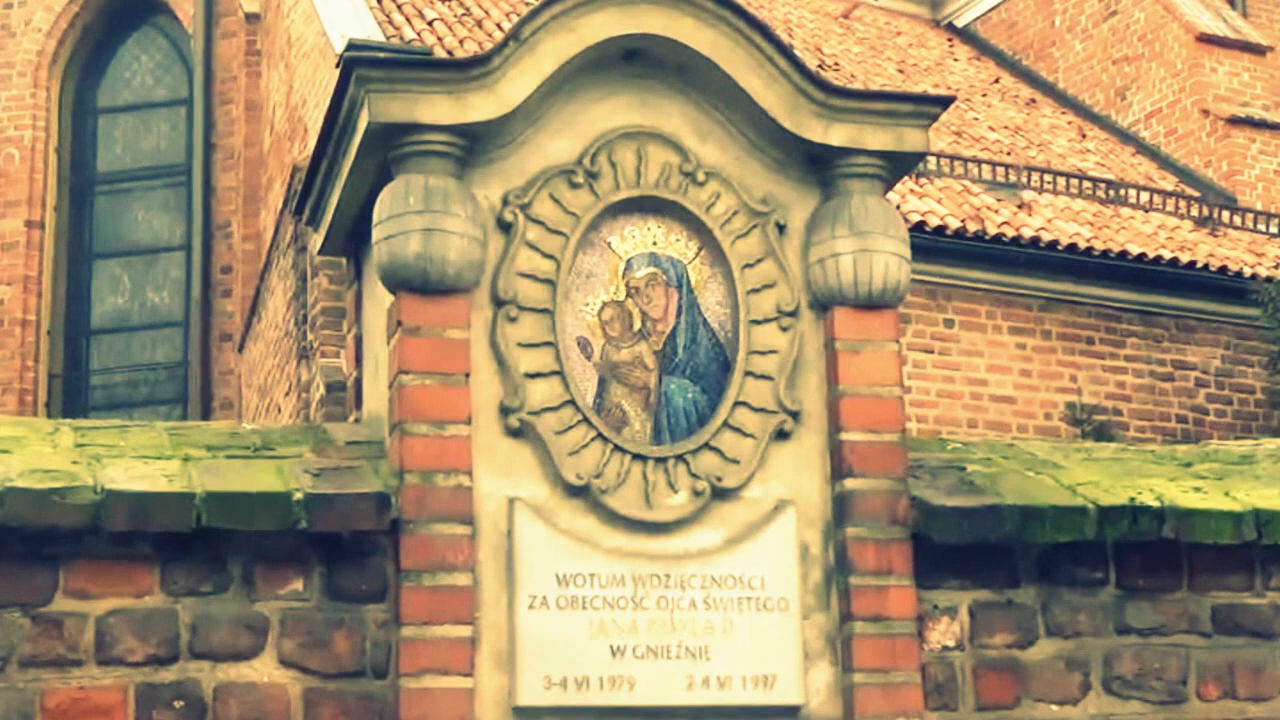 WOTUM WDZIĘCZNOŚCI
ZA OBECNOŚĆ OJCA ŚWIĘTEGO
JANA PAWŁA II
W GNIEŹNIE
3-4 VI 1979 2-4 VI 1997